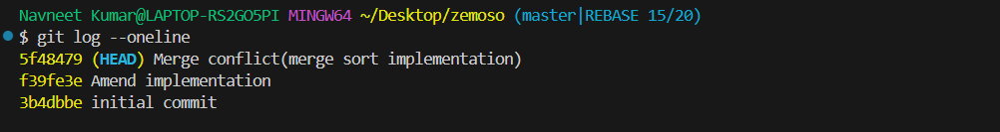 Navneet Kumar@LAPTOP-RS2GO5PI MINGW64 ~/Desktop/zemoso (master|REBASE 15/20)
$ git log --oneline
5f48479 (HEAD) Merge conflict(merge sort implementation)
f39fe3e Amend implementation
3b4dbbe initial commit